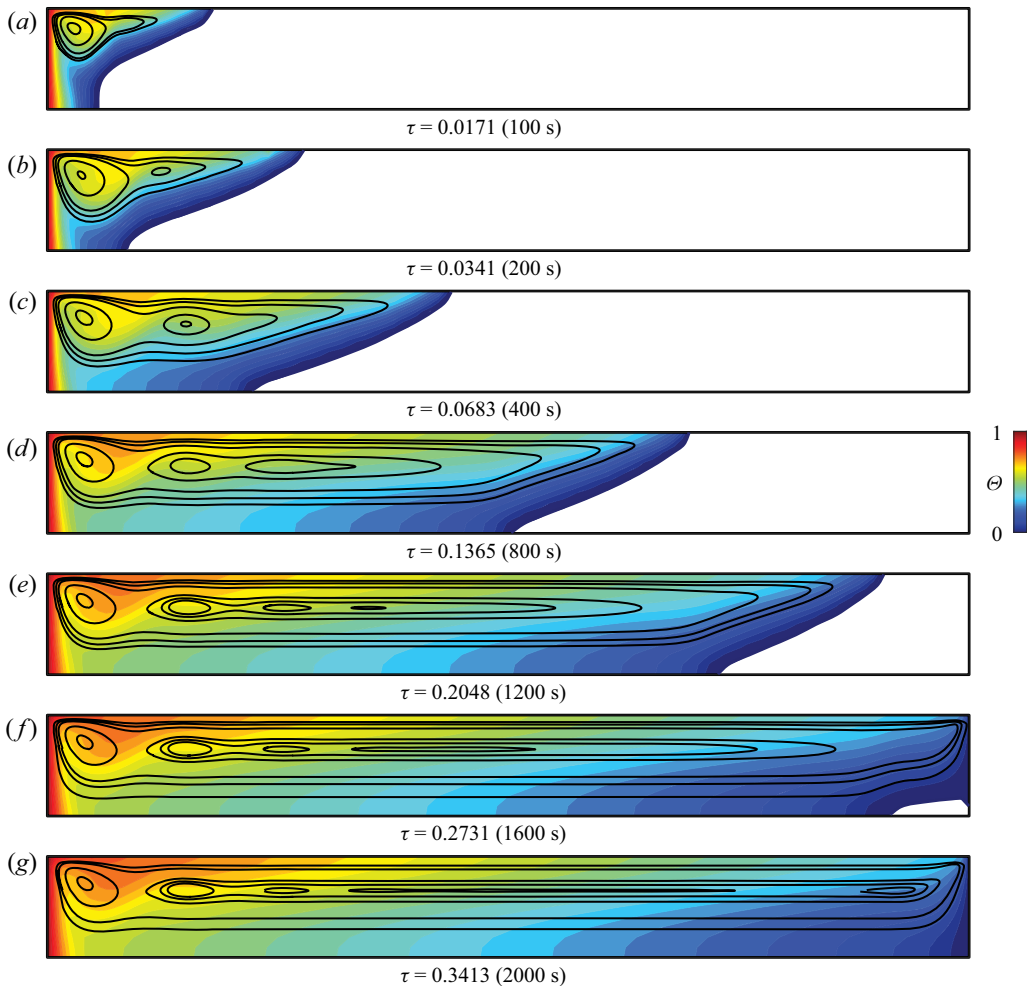 (a)
τ = 0.0171 (100 s)
(b)
τ = 0.0341 (200 s)
(c)
τ = 0.0683 (400 s)
(d)
1
Θ
0
τ = 0.1365 (800 s)
(e)
τ = 0.2048 (1200 s)
(f)
τ = 0.2731 (1600 s)
(g)
τ = 0.3413 (2000 s)